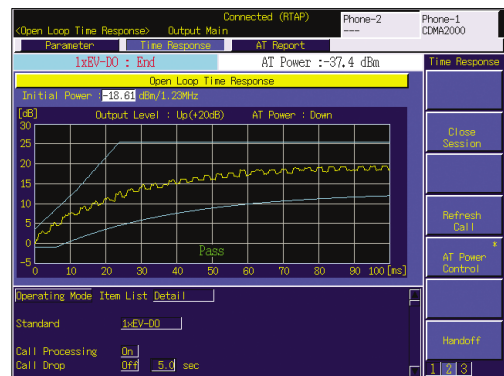 Connected (RTAP) Phone-2 Phone-1
<Open Loop Time Response> Output Main --- CDMA2000
Parameter Time Response AT Report
1xEV-DO : End AT Power :-37.4 dBm Time Response
Open Loop Time Response
Initial Power :-18.61 dBm/1.23MHz
[dB] Output Level : Up(+20dB) AT Power : Down
30
25
20
15
10
5
0
-5
Pass
0 10 20 30 40 50 60 70 80 90 100 [ms]
Close
Session
Refresh
Call
*
AT Power
Control
Handoff
1 2 3
Operating Mode Item List Detail
Standard 1xEV-DO
Call Processing On
Call Drop Off 5.0 sec